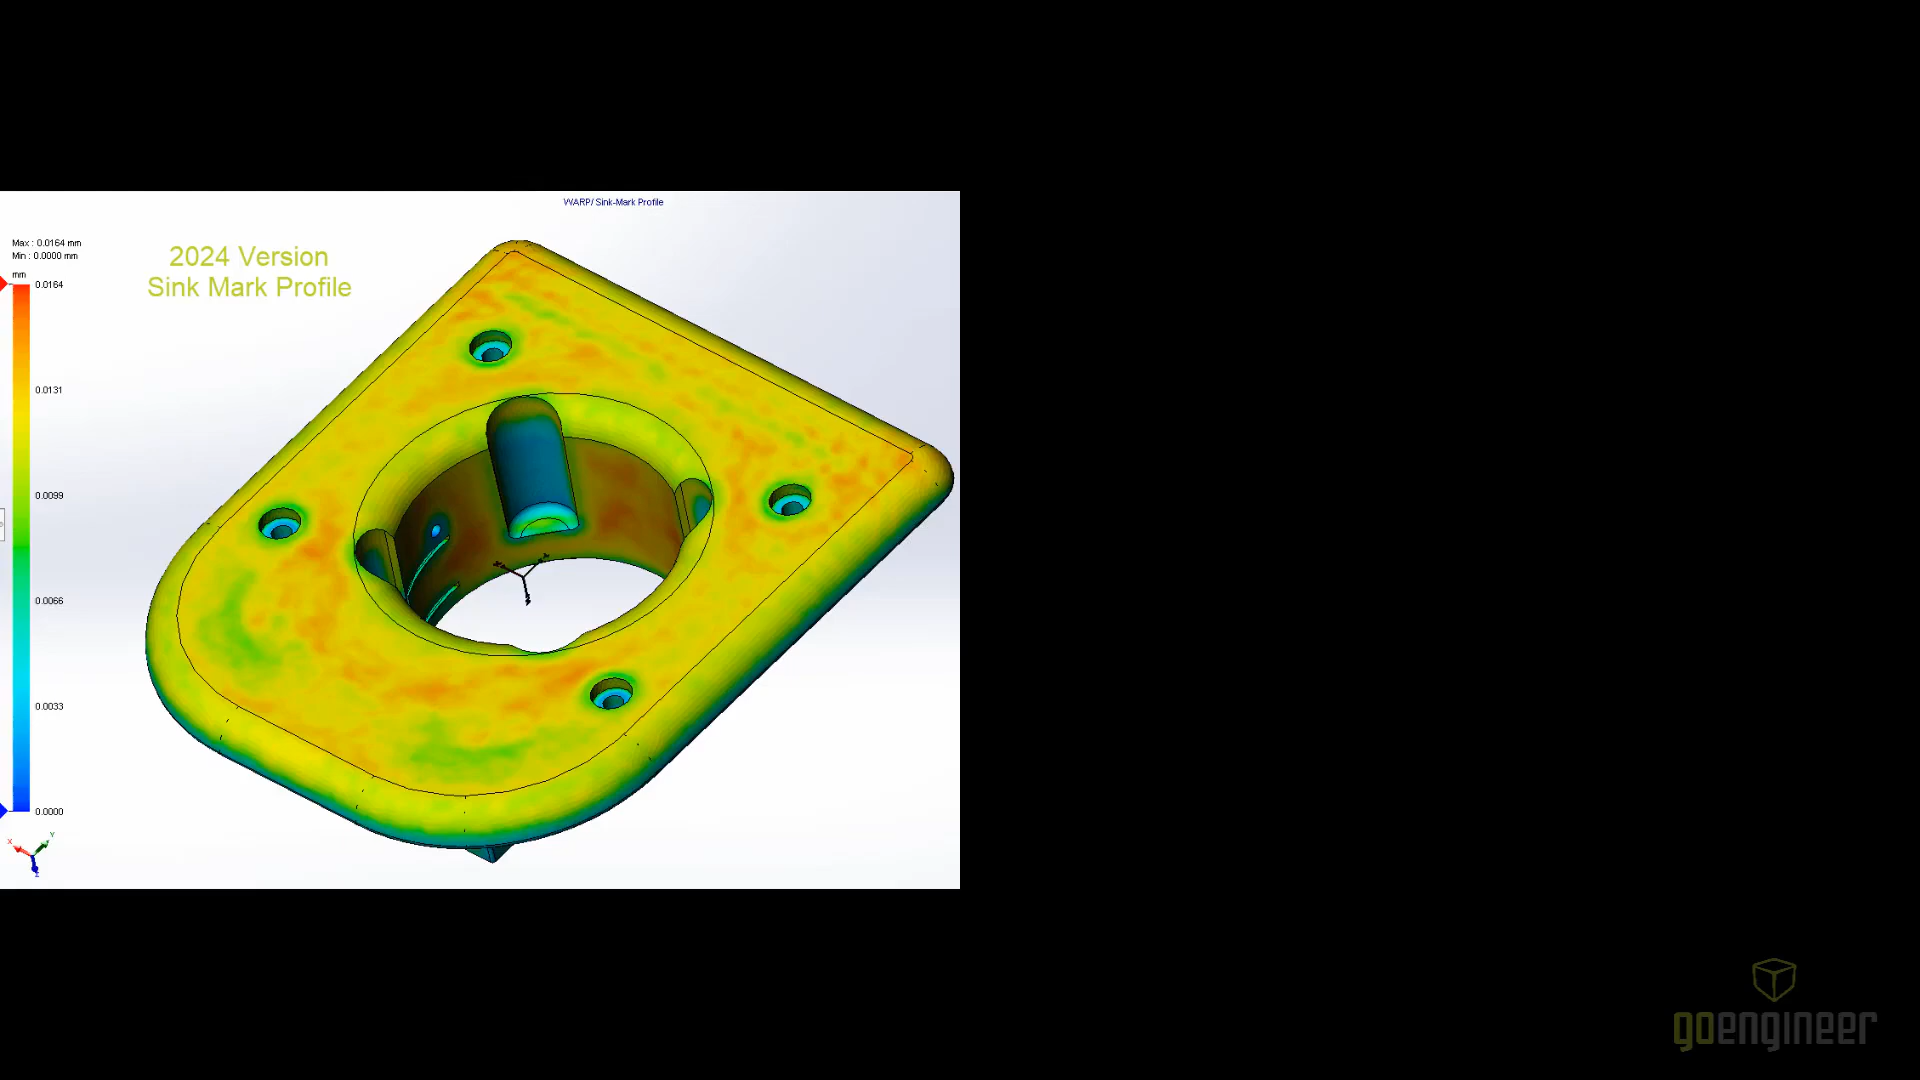 WARP/ Sink-Mark Profile
Max : 0.0164 mm
Min : 0.0000 mm
mm
2024 Version
Sink Mark Profile
0.0164
0.0131
0.0099
0.0066
0.0033
0.0000
X
Y
Z
goengineer